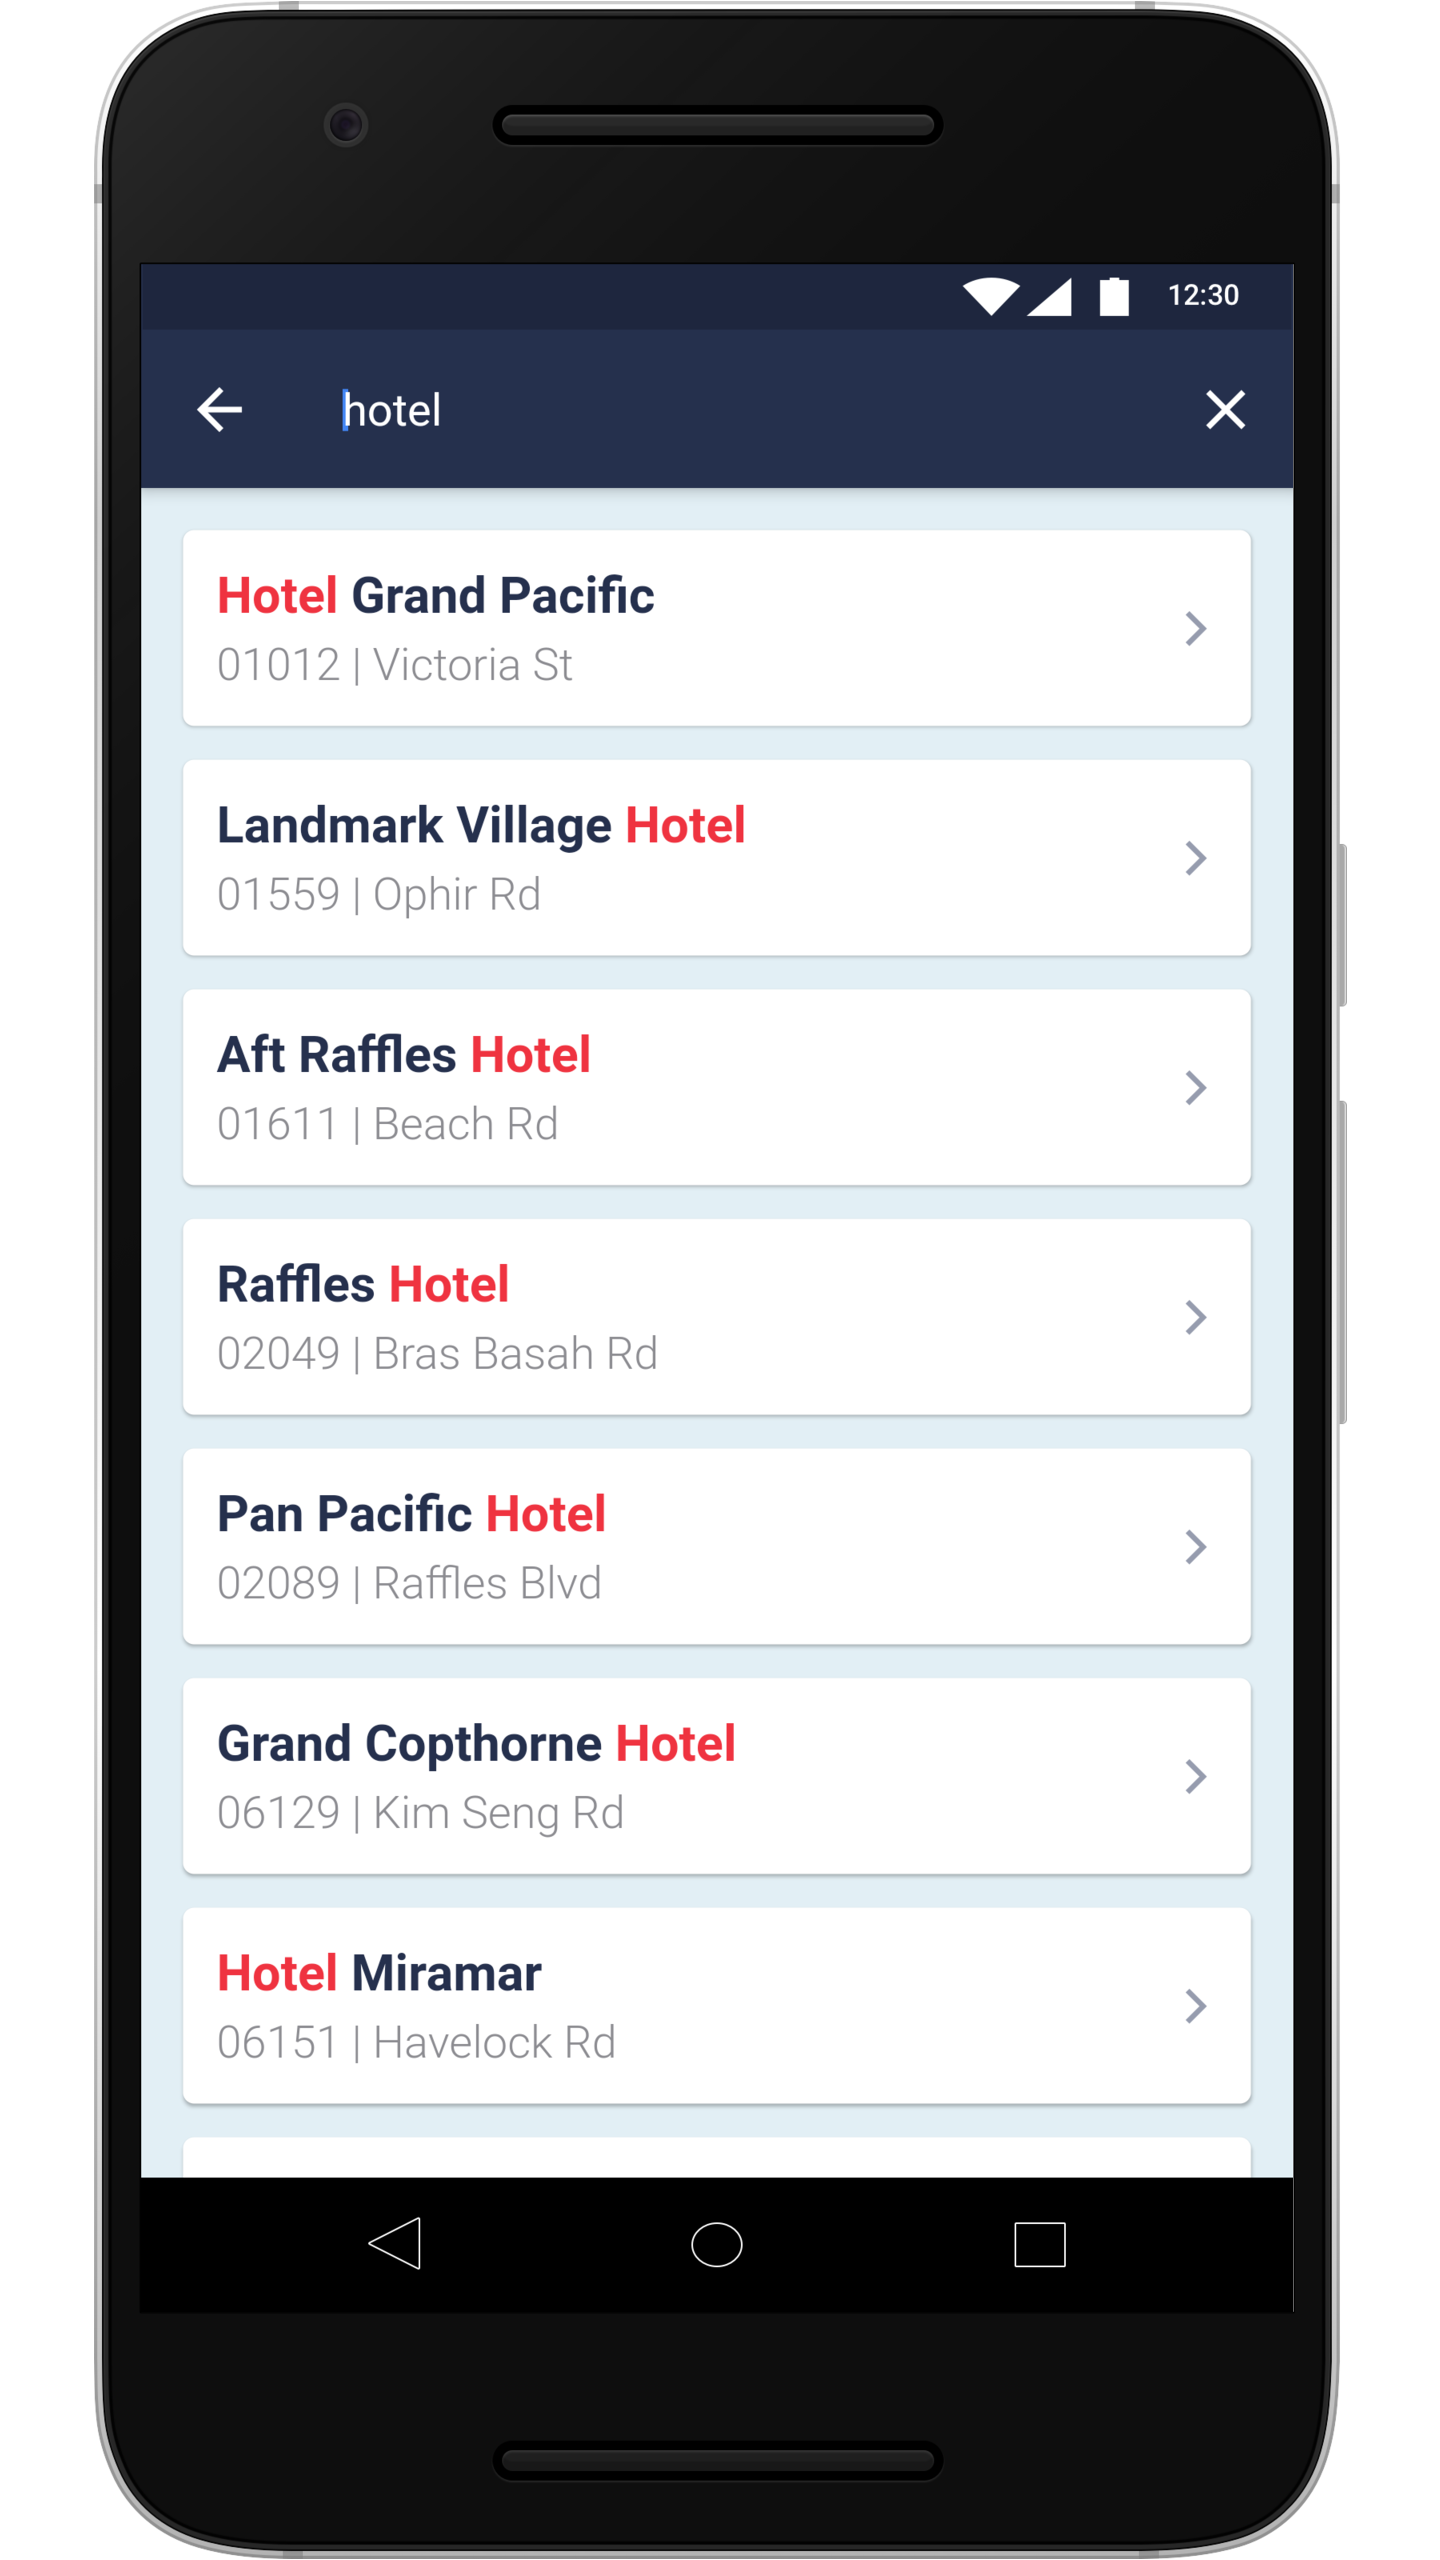 12:30
hotel
Hotel Grand Pacific
01012 | Victoria St
Landmark Village Hotel
01559 | Ophir Rd
Aft Raffles Hotel
01611 | Beach Rd
Raffles Hotel
02049 | Bras Basah Rd
Pan Pacific Hotel
02089 | Raffles Blvd
Grand Copthorne Hotel
06129 | Kim Seng Rd
Hotel Miramar
06151 | Havelock Rd